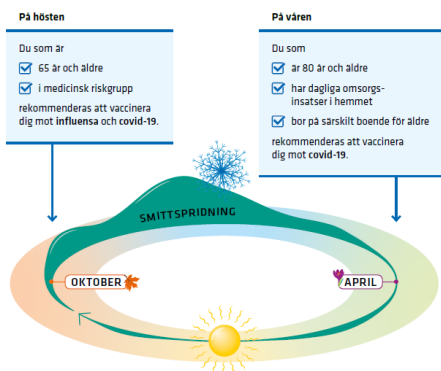 På hösten
Du som är
65 år och äldre
i medicinsk riskgrupp
rekommenderas att vaccinera
dig mot influensa och covid-19.
På våren
Du som
är 80 år och äldre
har dagliga omsorgs-
insatser i hemmet
bor på särskilt boende för äldre
rekommenderas att vaccinera
dig mot covid-19.
SMITTSPRIDNING
OKTOBER
APRIL